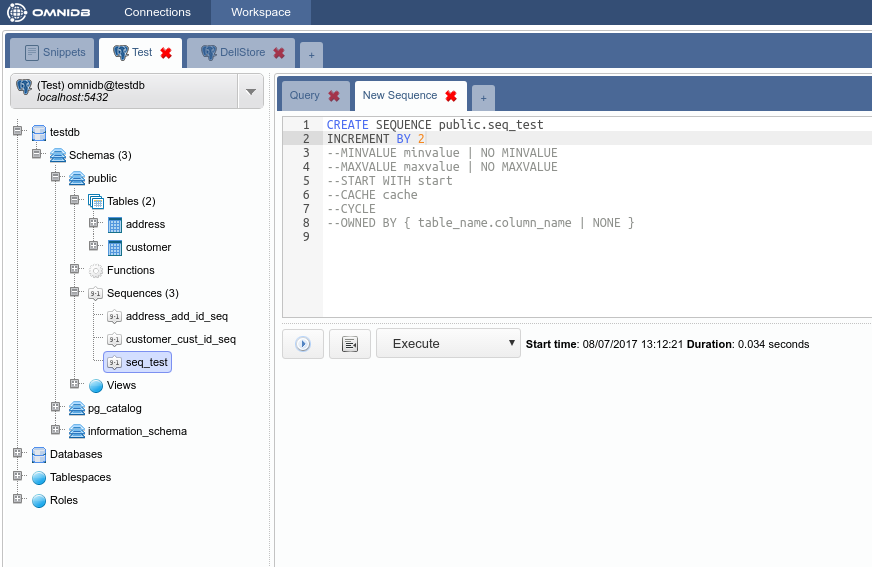 OMNIDB Connections Workspace
Snippets Test DellStore +
(Test) omnidb@testdb
localhost:5432
testdb
Schemas (3)
public
Tables (2)
address
customer
Functions
Sequences (3)
address_add_id_seq
customer_cust_id_seq
seq_test
Views
pg_catalog
information_schema
Databases
Tablespaces
Roles
Query New Sequence +
1 CREATE SEQUENCE public.seq_test
2 INCREMENT BY 2
3 --MINVALUE minvalue | NO MINVALUE
4 --MAXVALUE maxvalue | NO MAXVALUE
5 --START WITH start
6 --CACHE cache
7 --CYCLE
8 --OWNED BY { table_name.column_name | NONE }
9
Execute Start time: 08/07/2017 13:12:21 Duration: 0.034 seconds